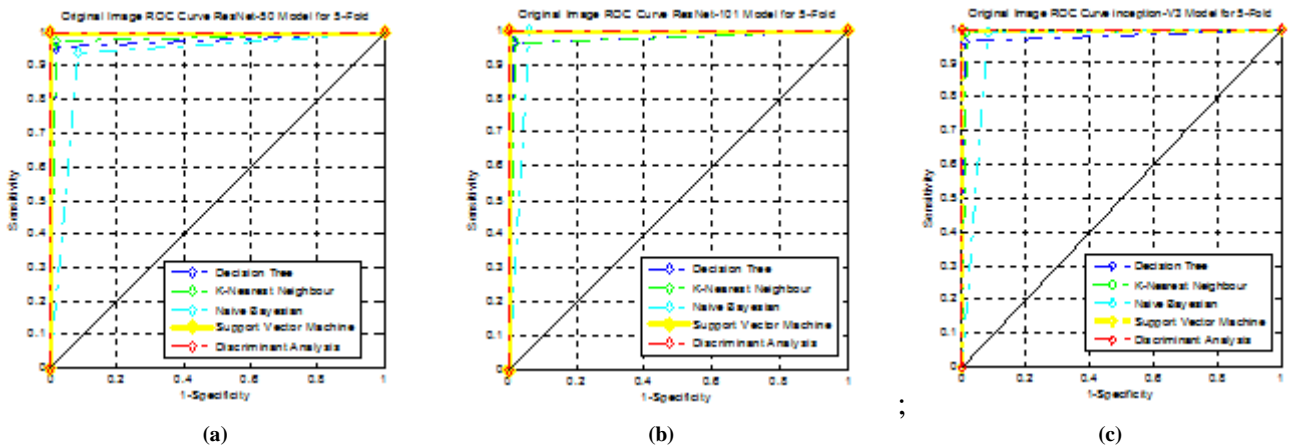 Original Image ROC Curve ResNet-50 Model for 5-Fold
1
0.9
0.8
0.7
0.6
0.5
0.4
0.3
0.2
0.1
0
Sensitivity
0
0.2
0.4
0.6
0.8
1
1-Specificity
Decision Tree
K-Nearest Neighbour
Naive Bayesian
Support Vector Machine
Discriminant Analysis
(a)
Original Image ROC Curve ResNet-101 Model for 5-Fold
1
0.9
0.8
0.7
0.6
0.5
0.4
0.3
0.2
0.1
0
Sensitivity
0
0.2
0.4
0.6
0.8
1
1-Specificity
Decision Tree
K-Nearest Neighbour
Naive Bayesian
Support Vector Machine
Discriminant Analysis
(b)
;
Original Image ROC Curve Inception-V3 Model for 5-Fold
1
0.9
0.8
0.7
0.6
0.5
0.4
0.3
0.2
0.1
0
Sensitivity
0
0.2
0.4
0.6
0.8
1
1-Specificity
Decision Tree
K-Nearest Neighbour
Naive Bayesian
Support Vector Machine
Discriminant Analysis
(c)